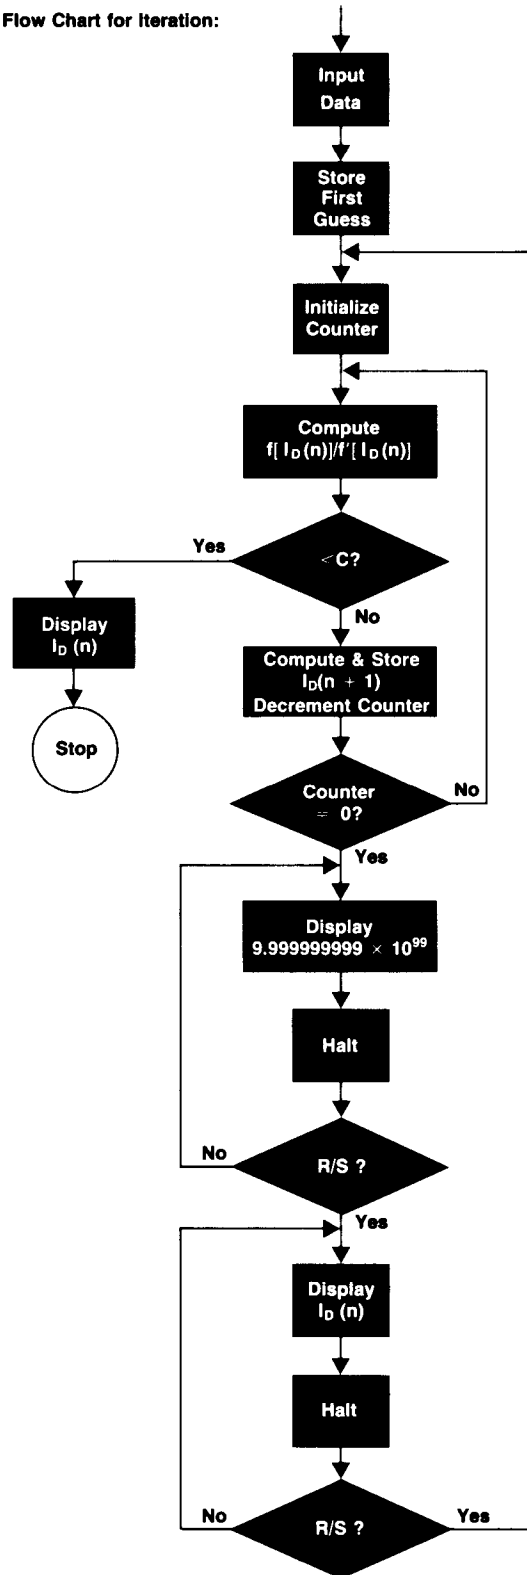 Flow Chart for Iteration:
Input
Data
Store
First
Guess
Initialize
Counter
Compute
f[ I_D (n)]/f'[ I_D (n)]
Yes
<C?
No
Display
I_D (n)
Compute & Store
I_D(n + 1)
Decrement Counter
Stop
Counter
= 0?
No
Yes
Display
9.999999999 × 10^99
Halt
No
R/S ?
Yes
Display
I_D (n)
Halt
No
R/S ?
Yes